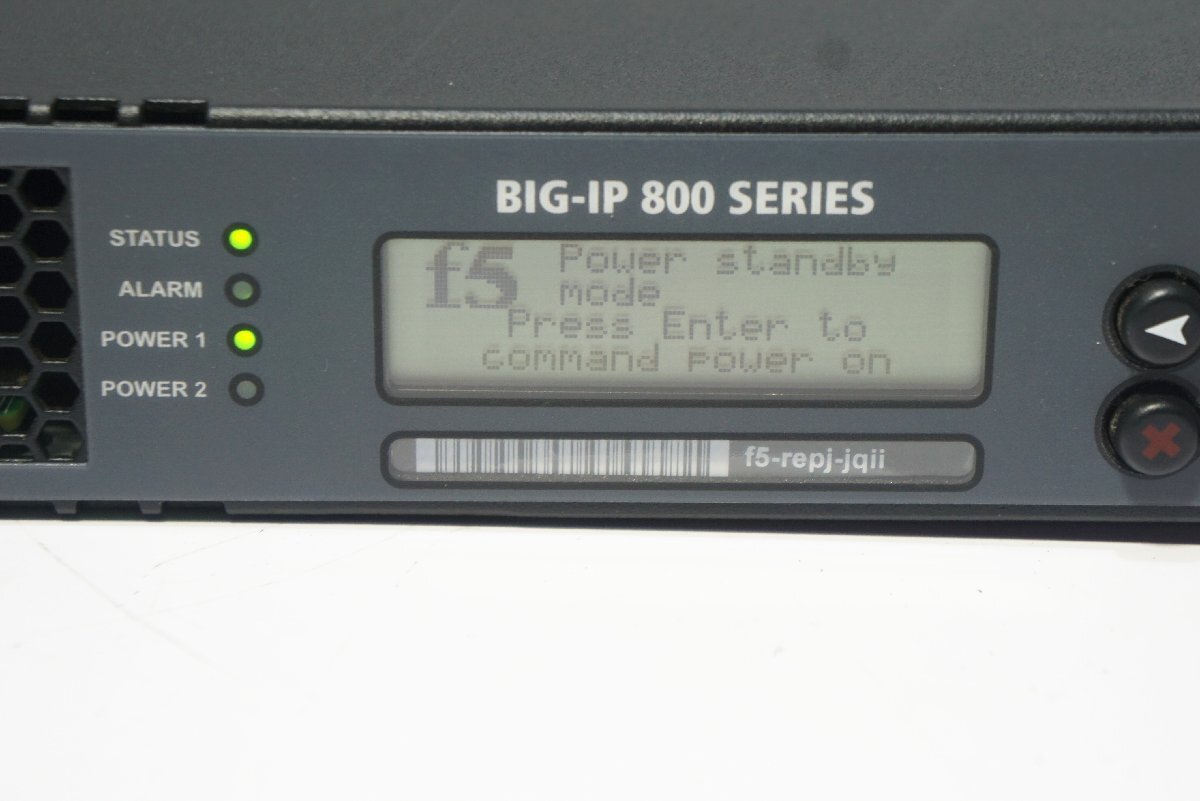 BIG-IP 800 SERIES
STATUS
ALARM
POWER 1
POWER 2
f5 Power standby
mode
Press Enter to
command power on
f5-repj-jqii